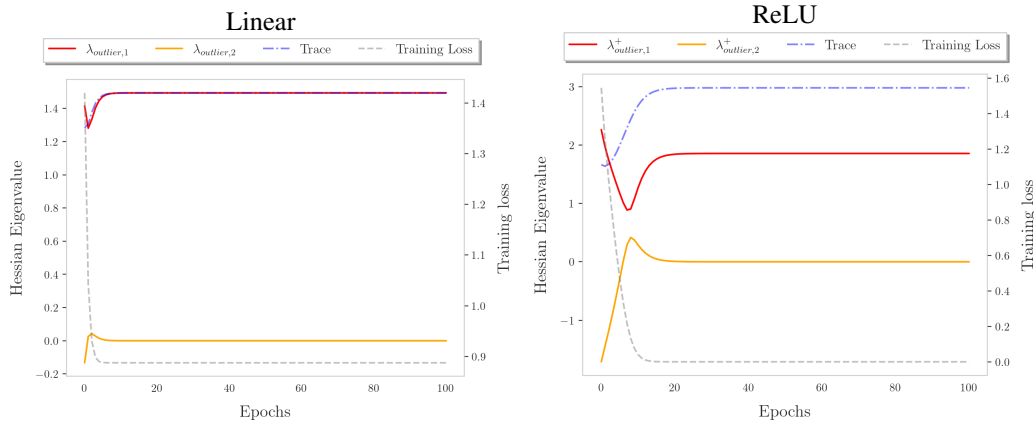 Linear
λ_outlier,1 λ_outlier,2 Trace Training Loss
Hessian Eigenvalue
1.4
1.2
1.0
0.8
0.6
0.4
0.2
0.0
−0.2
0 20 40 60 80 100
Epochs
1.4
1.3
1.2
1.1
1.0
0.9
Training loss
ReLU
λ⁺_outlier,1 λ⁺_outlier,2 Trace Training Loss
Hessian Eigenvalue
3
2
1
0
−1
0 20 40 60 80 100
Epochs
1.6
1.4
1.2
1.0
0.8
0.6
0.4
0.2
0.0
Training loss